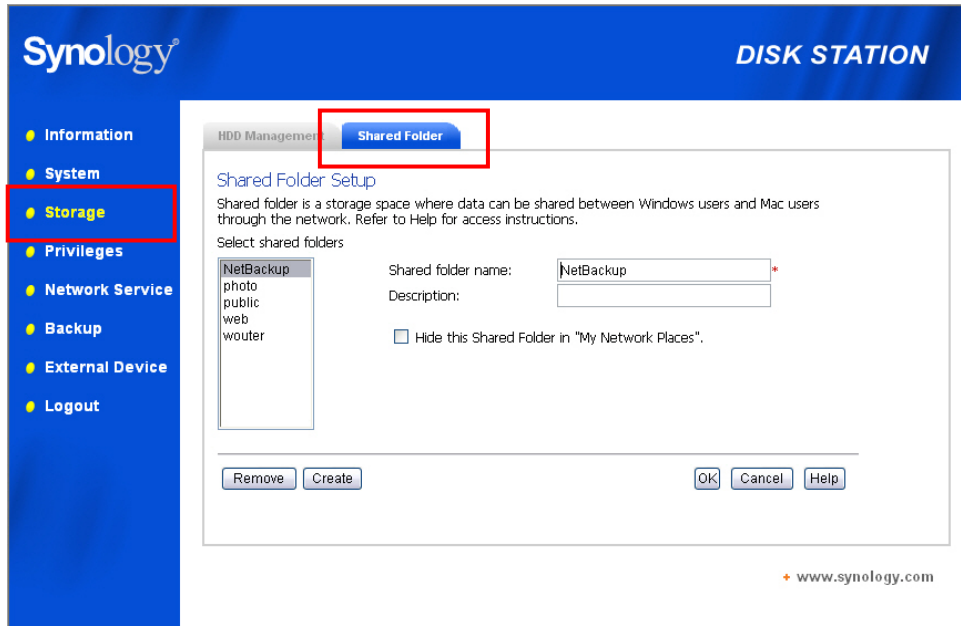 Synology®
DISK STATION
Information
System
Storage
Privileges
Network Service
Backup
External Device
Logout
HDD Management
Shared Folder
Shared Folder Setup
Shared folder is a storage space where data can be shared between Windows users and Mac users
through the network. Refer to Help for access instructions.
Select shared folders
NetBackup
photo
public
web
wouter
Shared folder name:
NetBackup
*
Description:
Hide this Shared Folder in "My Network Places".
Remove
Create
OK
Cancel
Help
www.synology.com